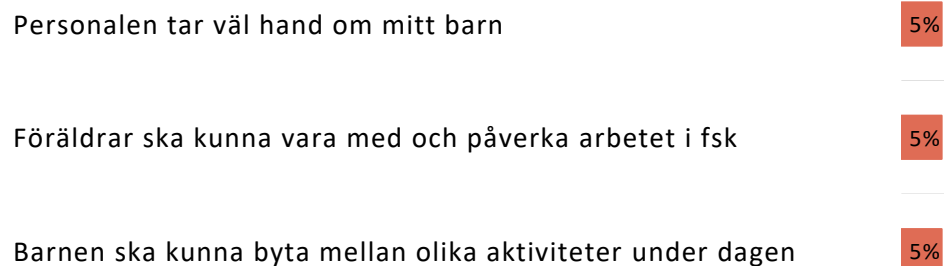 Personalen tar väl hand om mitt barn 5%
Föräldrar ska kunna vara med och påverka arbetet i fsk 5%
Barnen ska kunna byta mellan olika aktiviteter under dagen 5%